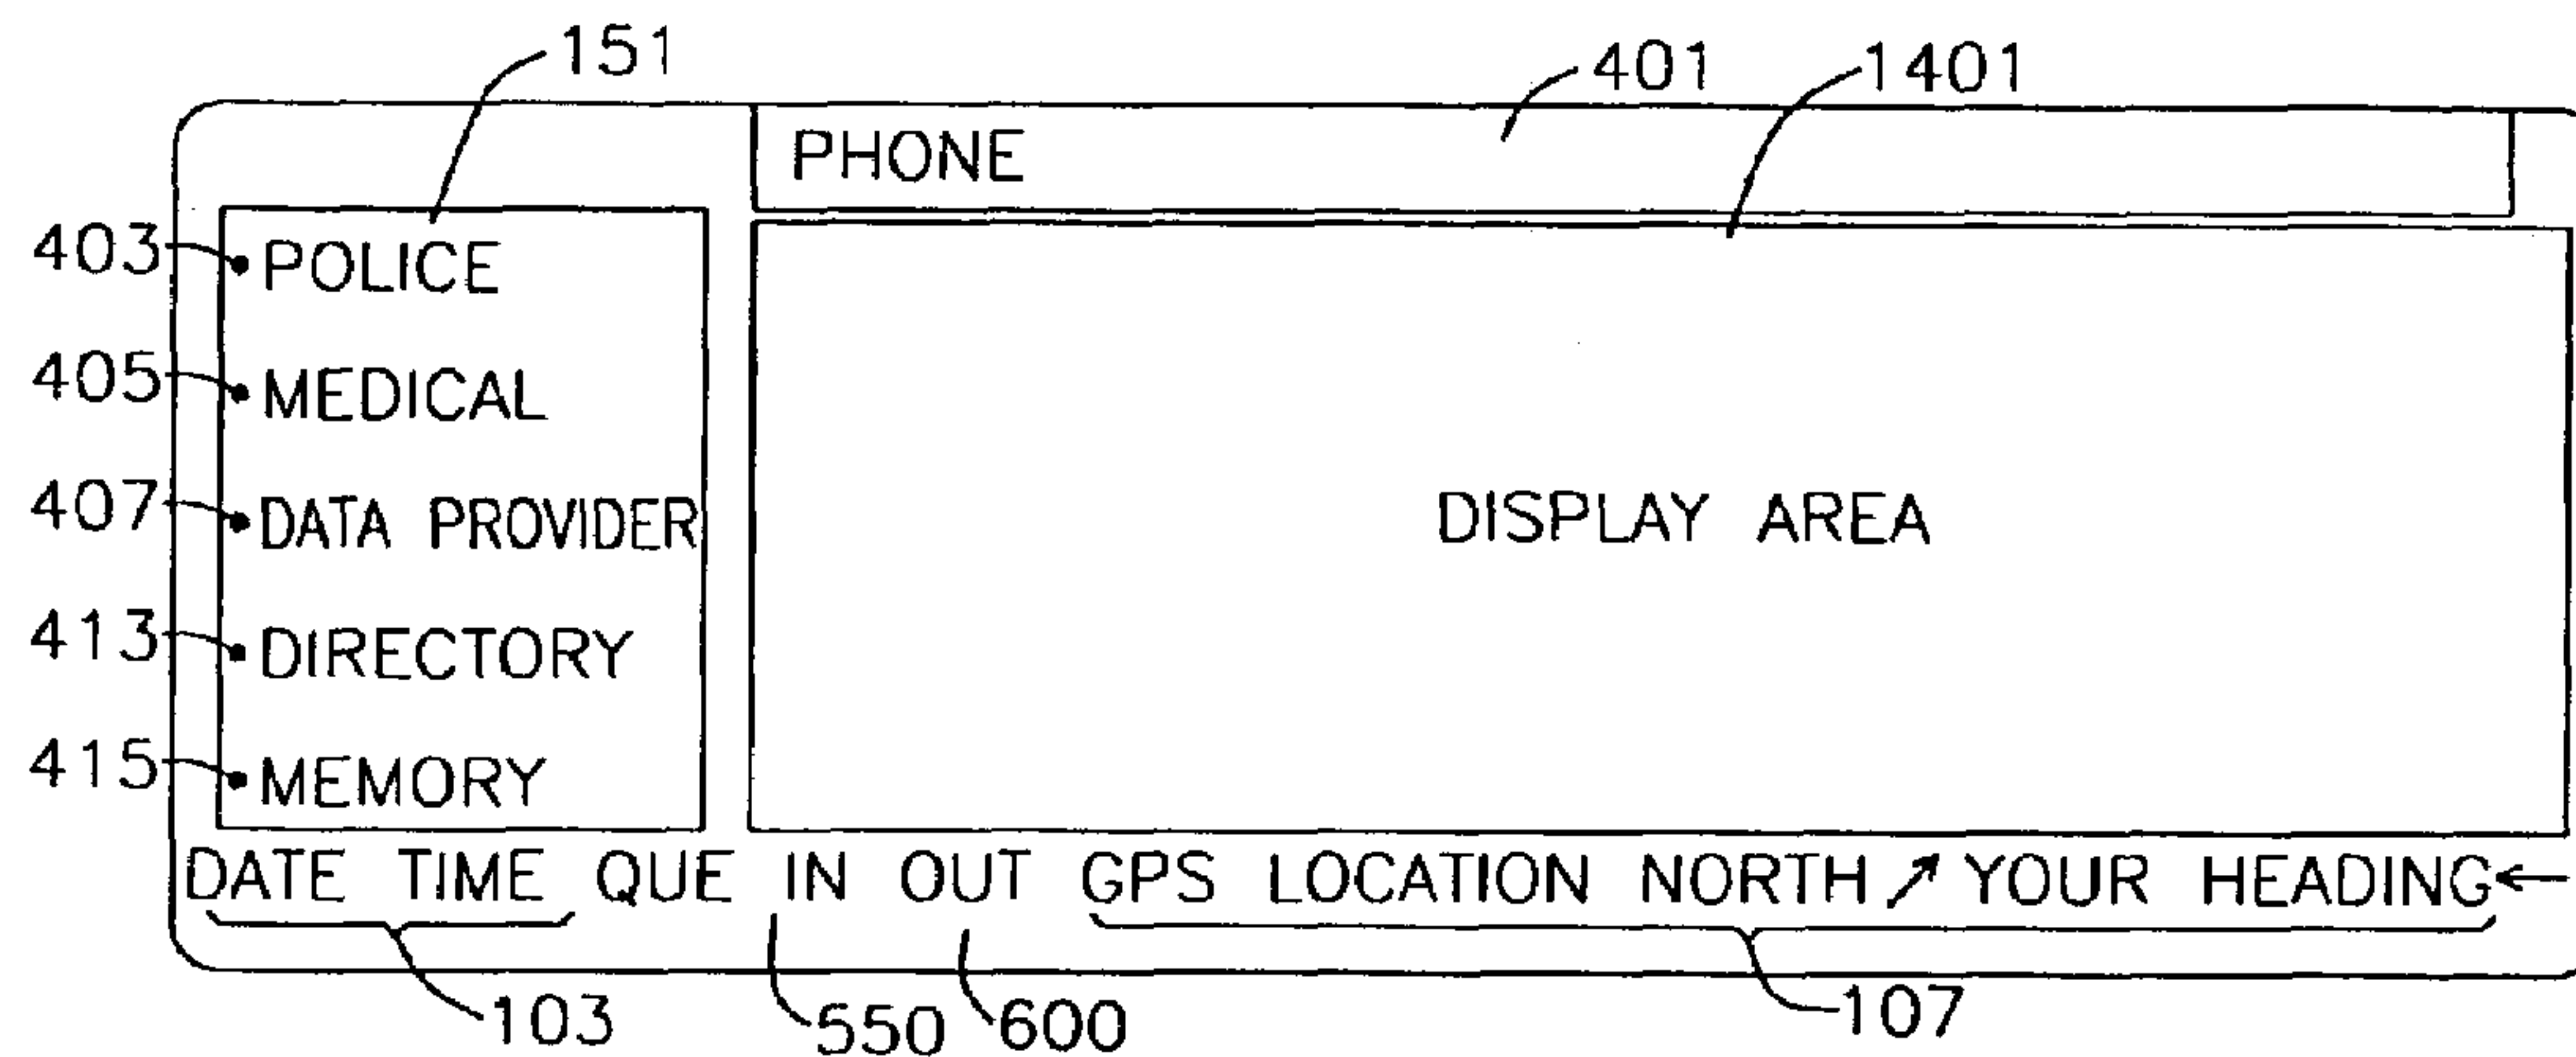 151
401
1401
PHONE
403 POLICE
405 MEDICAL
407 DATA PROVIDER
DISPLAY AREA
413 DIRECTORY
415 MEMORY
DATE TIME QUE IN OUT GPS LOCATION NORTH ↗ YOUR HEADING ←
103
550
600
107